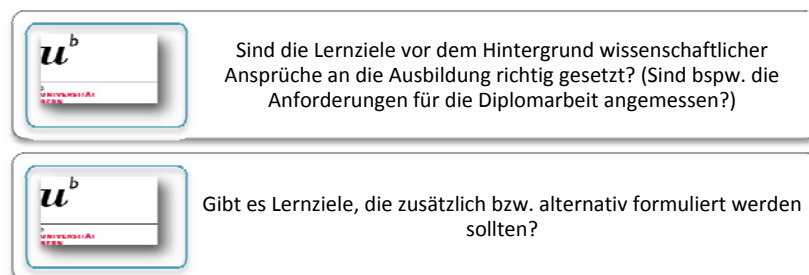 u^b
UNIVERSITÄT
BERN
Sind die Lernziele vor dem Hintergrund wissenschaftlicher
Ansprüche an die Ausbildung richtig gesetzt? (Sind bspw. die
Anforderungen für die Diplomarbeit angemessen?)
u^b
UNIVERSITÄT
BERN
Gibt es Lernziele, die zusätzlich bzw. alternativ formuliert werden
sollten?